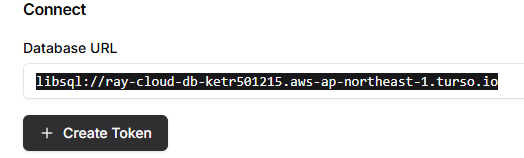 Connect
Database URL
libsql://ray-cloud-db-ketr501215.aws-ap-northeast-1.turso.io
+ Create Token